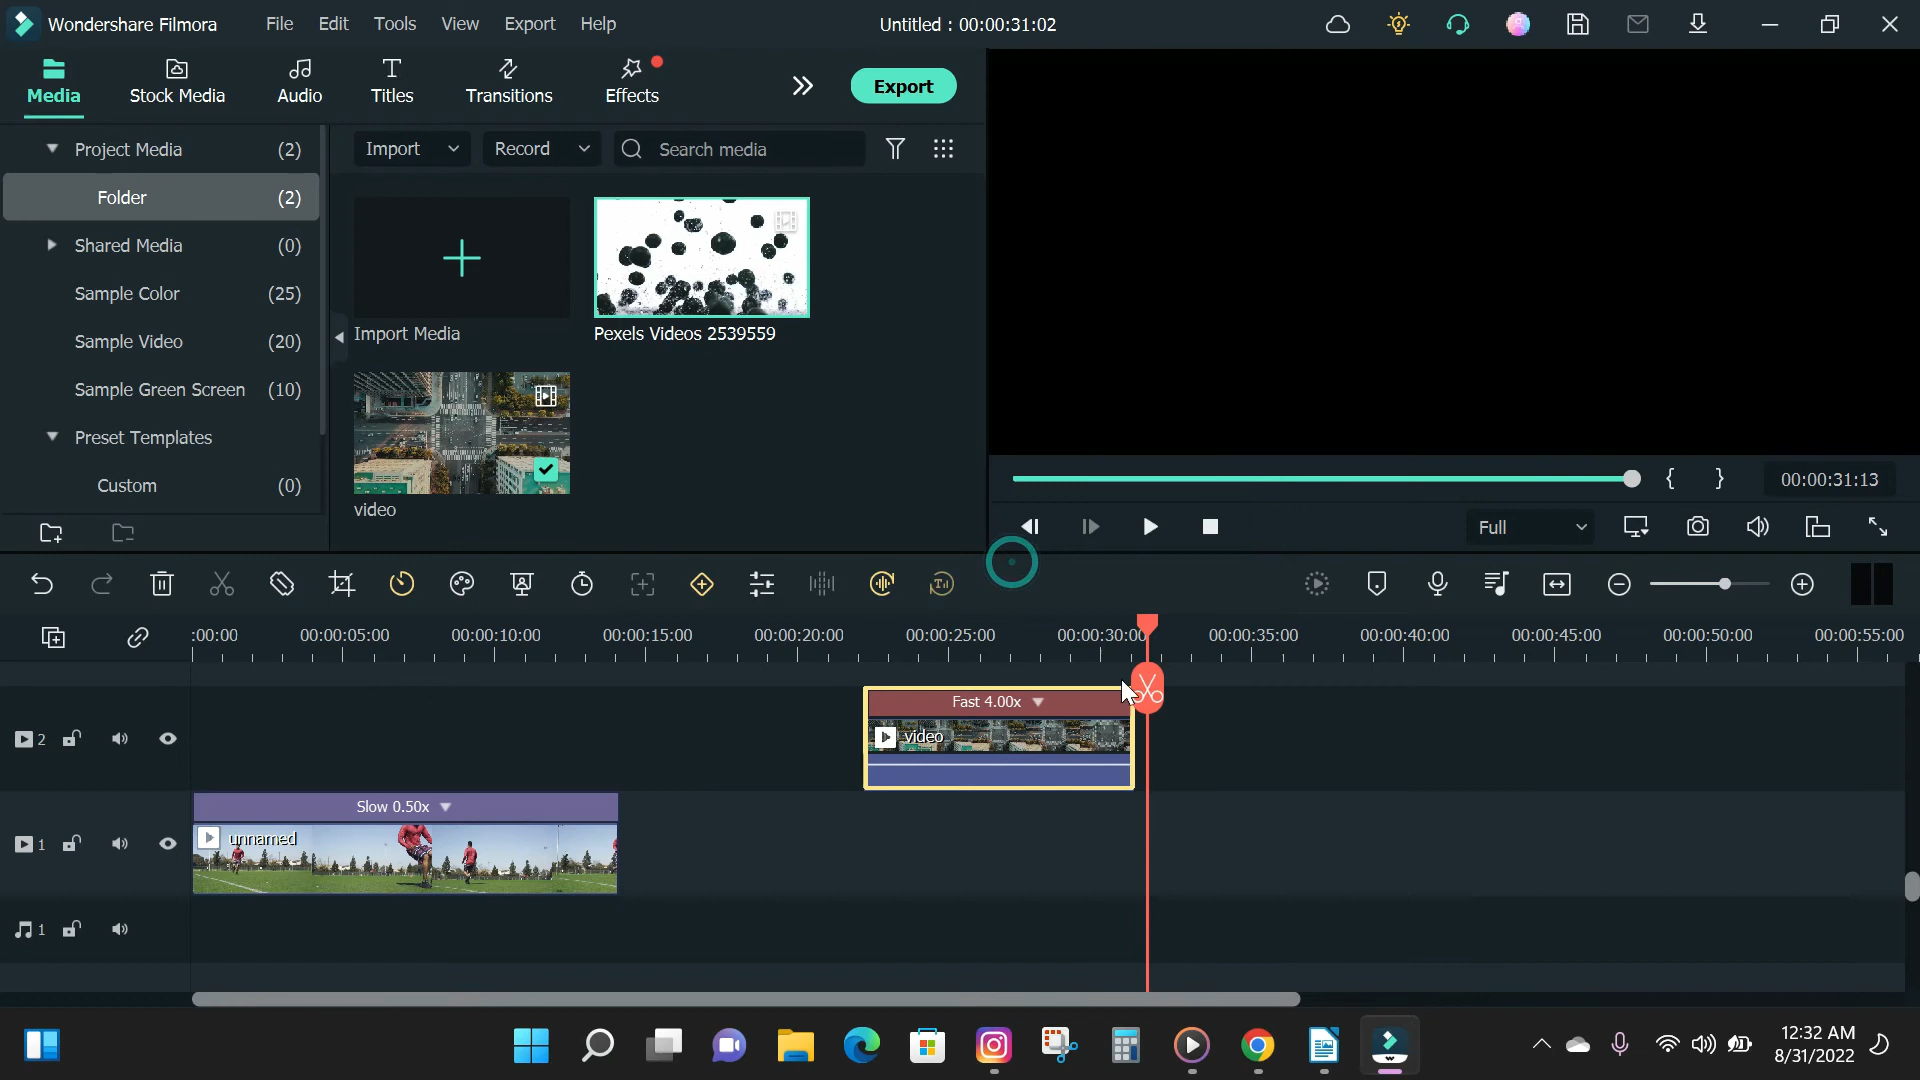 Wondershare Filmora File Edit Tools View Export Help Untitled : 00:00:31:02
Media Stock Media Audio Titles Transitions Effects Export
Project Media (2)
Folder (2)
Shared Media (0)
Sample Color (25)
Sample Video (20)
Sample Green Screen (10)
Preset Templates
Custom (0)
Import Record Search media
Import Media Pexels Videos 2539559
video
{ } 00:00:31:13
Full
:00:00 00:00:05:00 00:00:10:00 00:00:15:00 00:00:20:00 00:00:25:00 00:00:30:00 00:00:35:00 00:00:40:00 00:00:45:00 00:00:50:00 00:00:55:00
Fast 4.00x
2 video
Slow 0.50x
1 unnamed
1
12:32 AM
8/31/2022